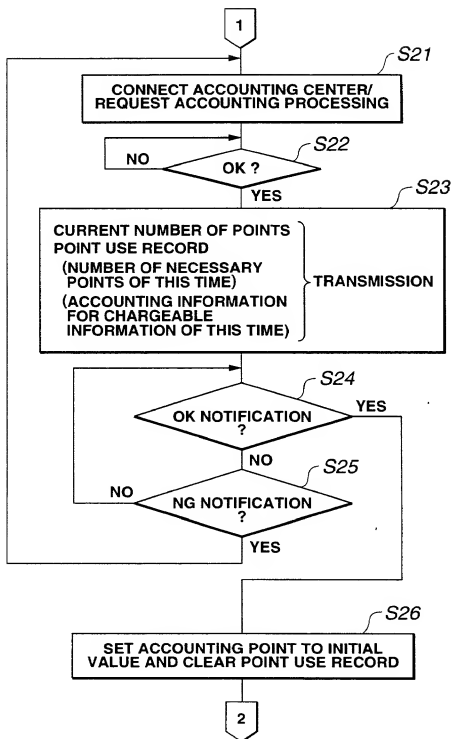 1
S21
CONNECT ACCOUNTING CENTER/
REQUEST ACCOUNTING PROCESSING
S22
NO
OK ?
YES
S23
CURRENT NUMBER OF POINTS
POINT USE RECORD
(NUMBER OF NECESSARY
POINTS OF THIS TIME)
(ACCOUNTING INFORMATION
FOR CHARGEABLE
INFORMATION OF THIS TIME)
TRANSMISSION
S24
OK NOTIFICATION
?
YES
NO
S25
NO
NG NOTIFICATION
?
YES
S26
SET ACCOUNTING POINT TO INITIAL
VALUE AND CLEAR POINT USE RECORD
2